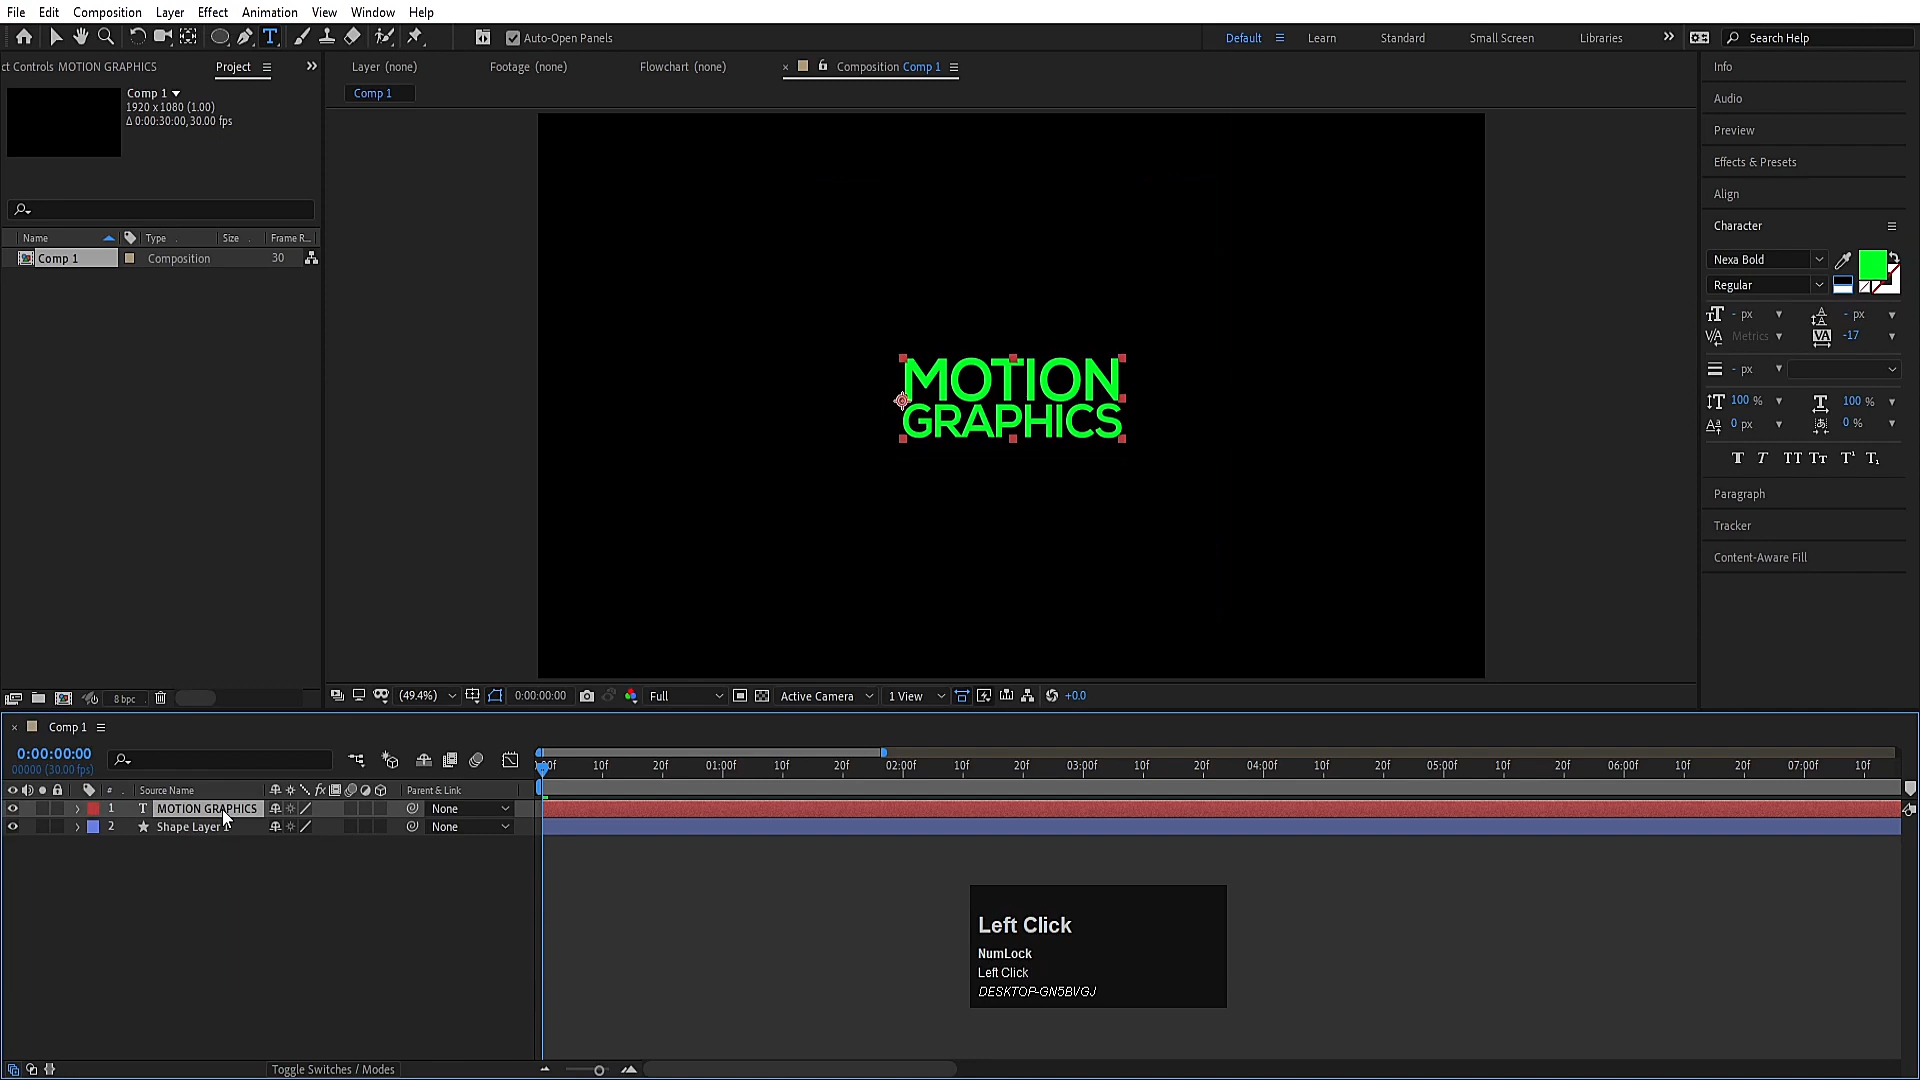 File Edit Composition Layer Effect Animation View Window Help
Auto-Open Panels
Default Learn Standard Small Screen Libraries Search Help
ct Controls MOTION GRAPHICS Project
Layer (none) Footage (none) Flowchart (none) Composition Comp 1
Comp 1
1920 x 1080 (1.00)
Δ 0:00:30:00, 30.00 fps
Comp 1
Name Type Size Frame R...
Comp 1 Composition 30
MOTION
GRAPHICS
Info
Audio
Preview
Effects & Presets
Align
Character
Nexa Bold
Regular
- px - px
Metrics -17
- px
100 % 100 %
0 px 0 %
T T TT Tт T¹ T₁
Paragraph
Tracker
Content-Aware Fill
8 bpc
(49.4%) 0:00:00:00 Full Active Camera 1 View +0.0
Comp 1
0:00:00:00
00000 (30.00 fps)
00f 10f 20f 01:00f 10f 20f 02:00f 10f 20f 03:00f 10f 20f 04:00f 10f 20f 05:00f 10f 20f 06:00f 10f 20f 07:00f 10f
# Source Name fx Parent & Link
1 T MOTION GRAPHICS None
2 Shape Layer 1 None
Left Click
NumLock
Left Click
DESKTOP-GN5BVGJ
Toggle Switches / Modes